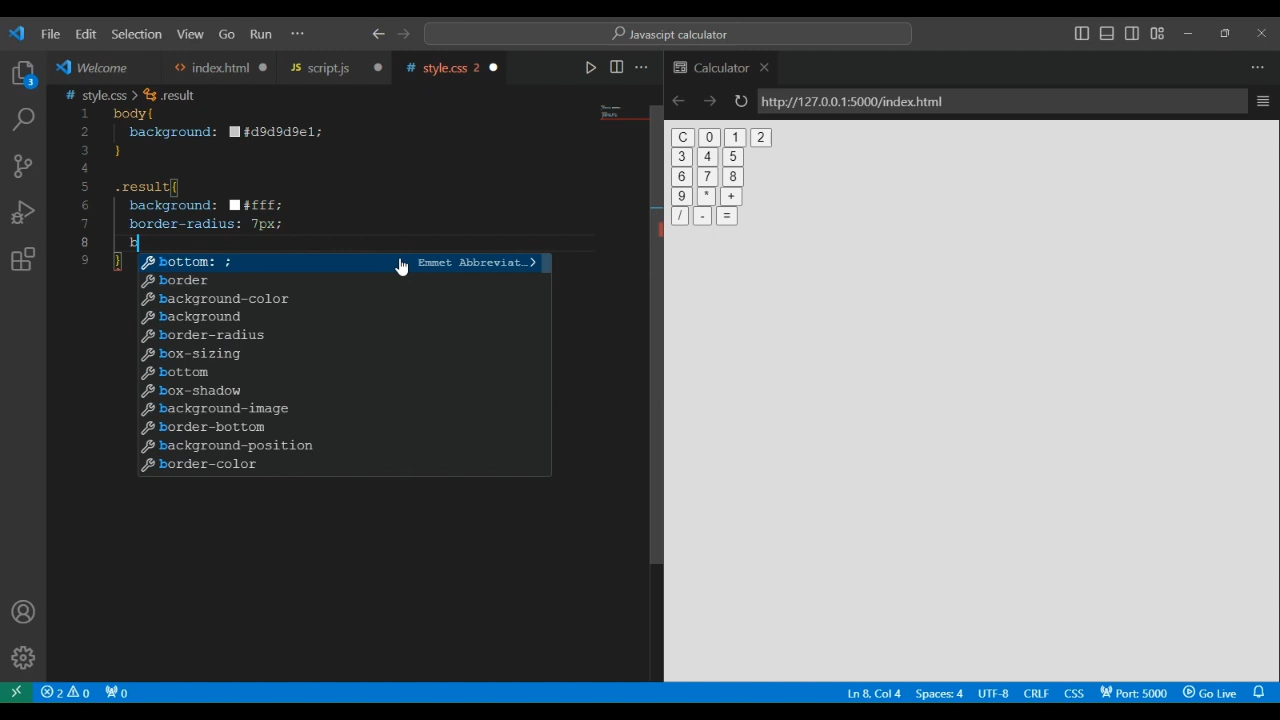 File Edit Selection View Go Run ···
Javascipt calculator
Welcome
index.html
script.js
style.css 2
Calculator
# style.css > .result
http://127.0.0.1:5000/index.html
1 body{
2 background: #d9d9d9e1;
3 }
4
5 .result{
6 background: #fff;
7 border-radius: 7px;
8 b
9 }
bottom: ; Emmet Abbreviat…>
border
background-color
background
border-radius
box-sizing
bottom
box-shadow
background-image
border-bottom
background-position
border-color
C 0 1 2
3 4 5
6 7 8
9 * +
/ - =
3
2 0 0 Ln 8, Col 4 Spaces: 4 UTF-8 CRLF CSS Port: 5000 Go Live